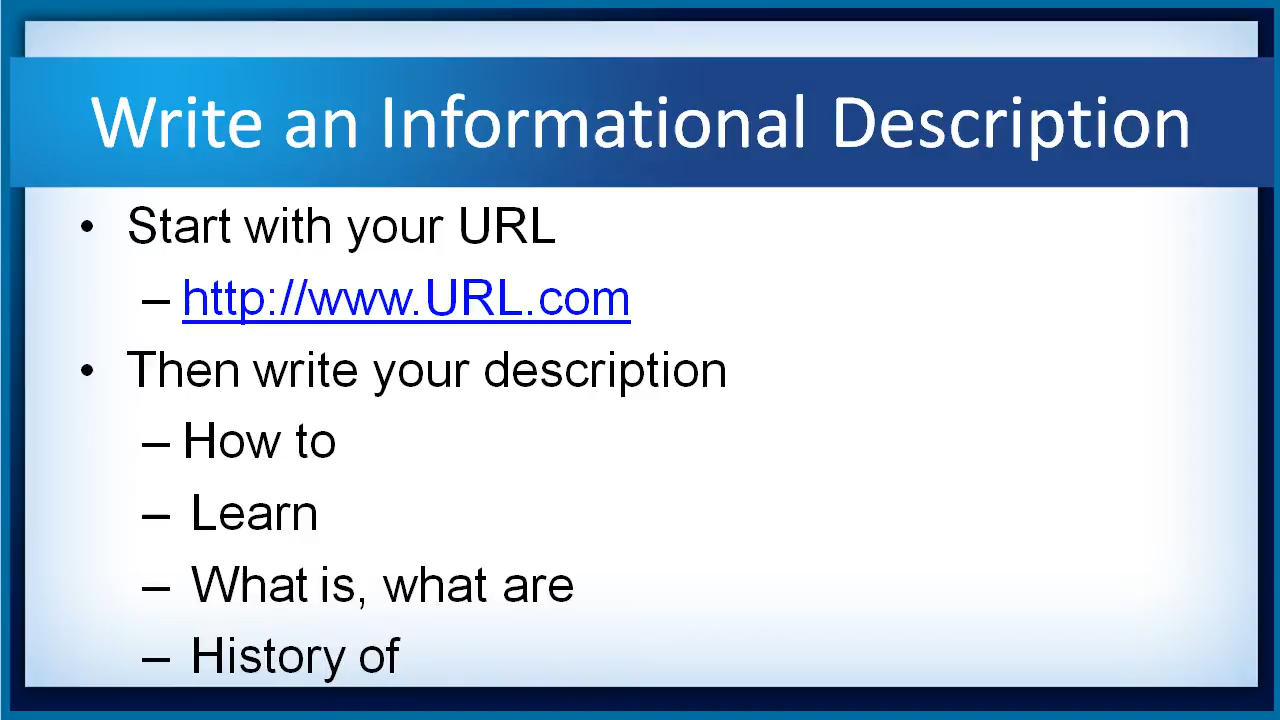 Write an Informational Description
• Start with your URL
– http://www.URL.com
• Then write your description
– How to
– Learn
– What is, what are
– History of